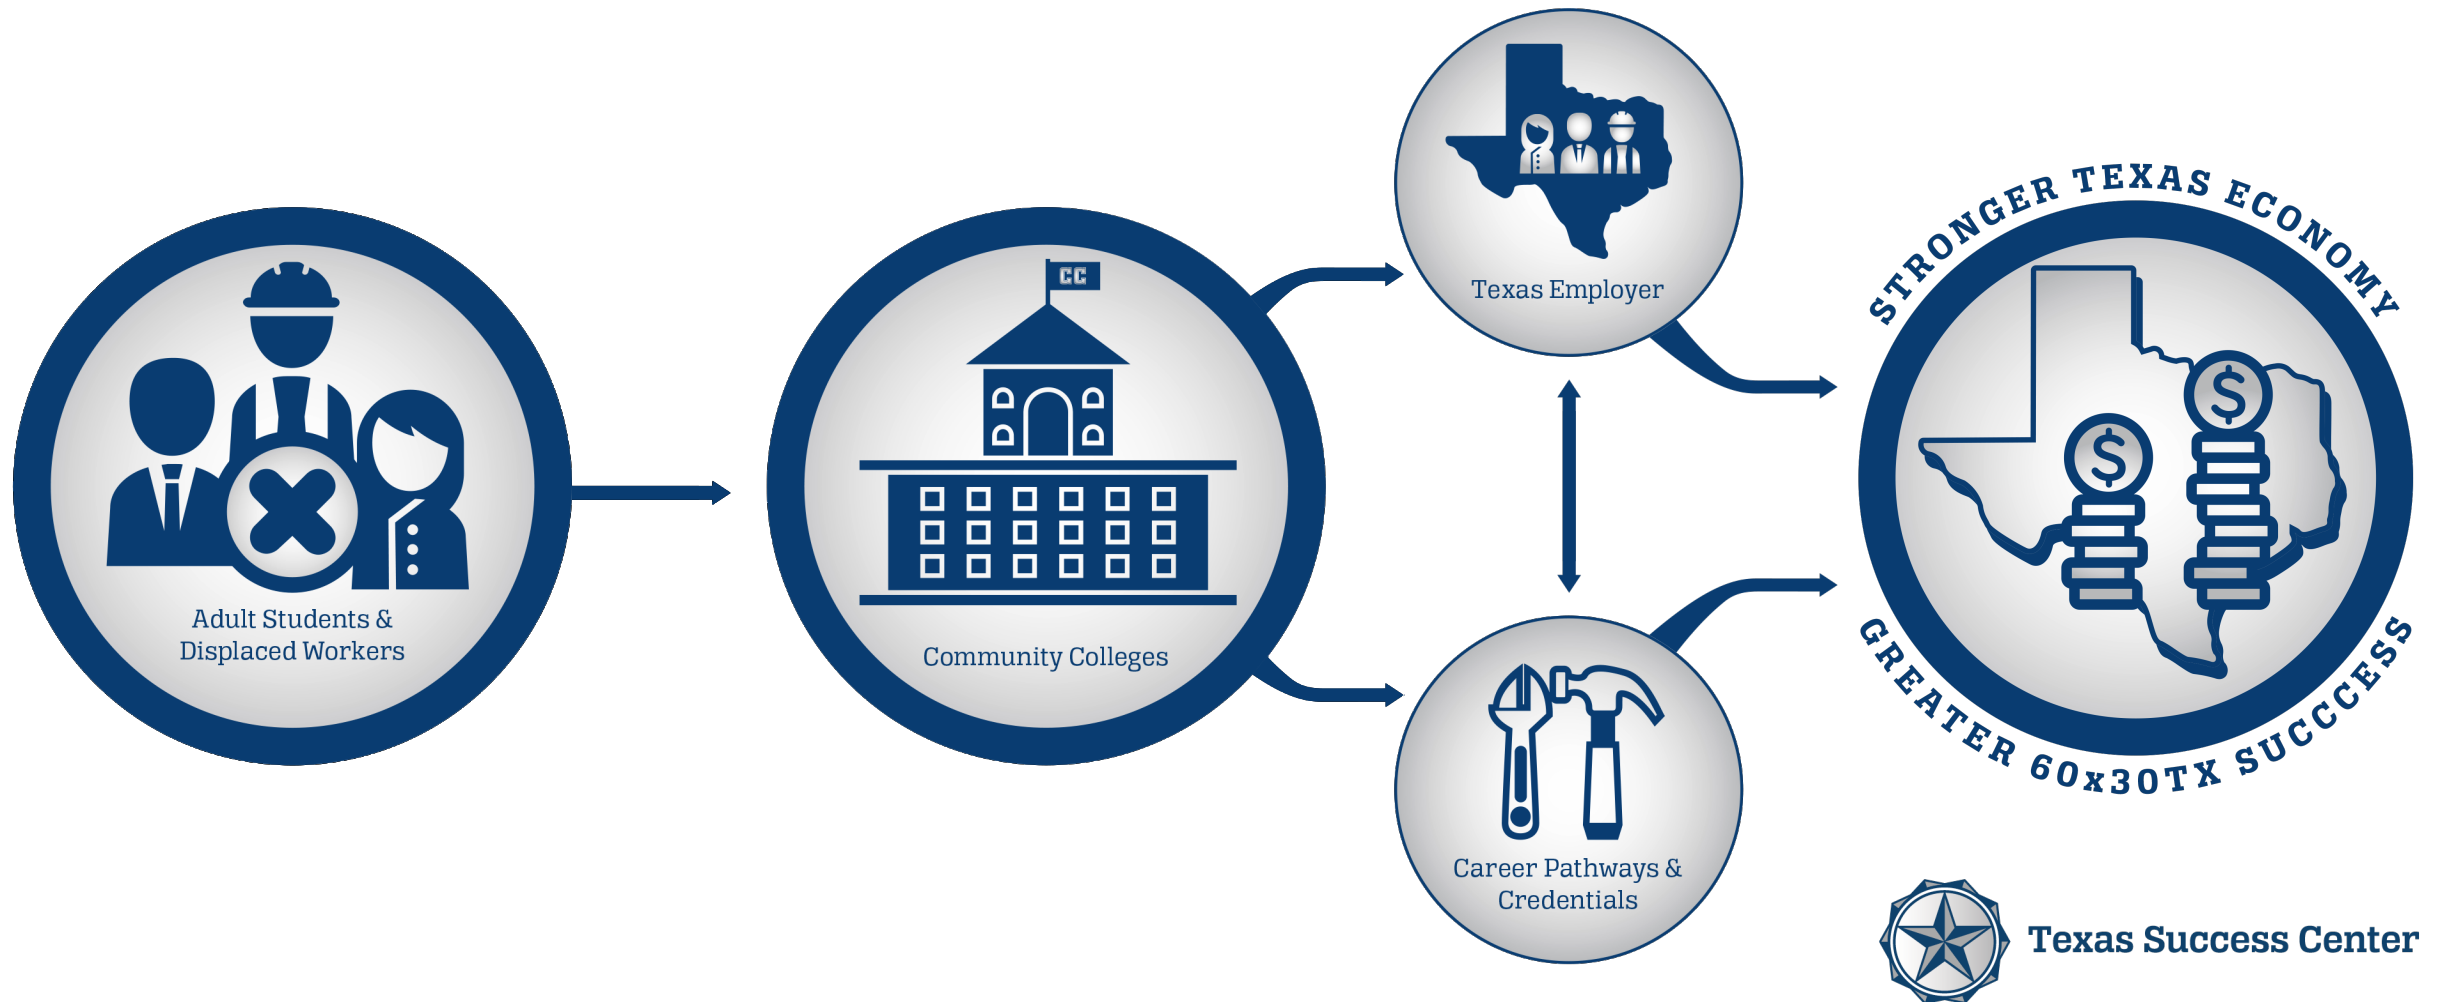 Adult Students &
Displaced Workers
CC
Community Colleges
Texas Employer
Career Pathways &
Credentials
STRONGER TEXAS ECONOMY
$
$
GREATER 60x30TX SUCCCESS
Texas Success Center